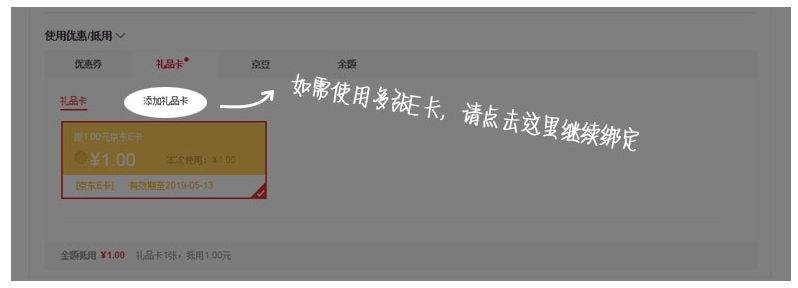 使用优惠/抵用
优惠券 礼品卡 京豆 余额
礼品卡 添加礼品卡
如需使用多张E卡，请点击这里继续绑定
¥1.00元京东E卡
¥1.00 本次使用：¥1.00
[京东E卡] 有效期至2019-05-13
金额抵用 ¥1.00 礼品卡1张，抵用1.00元